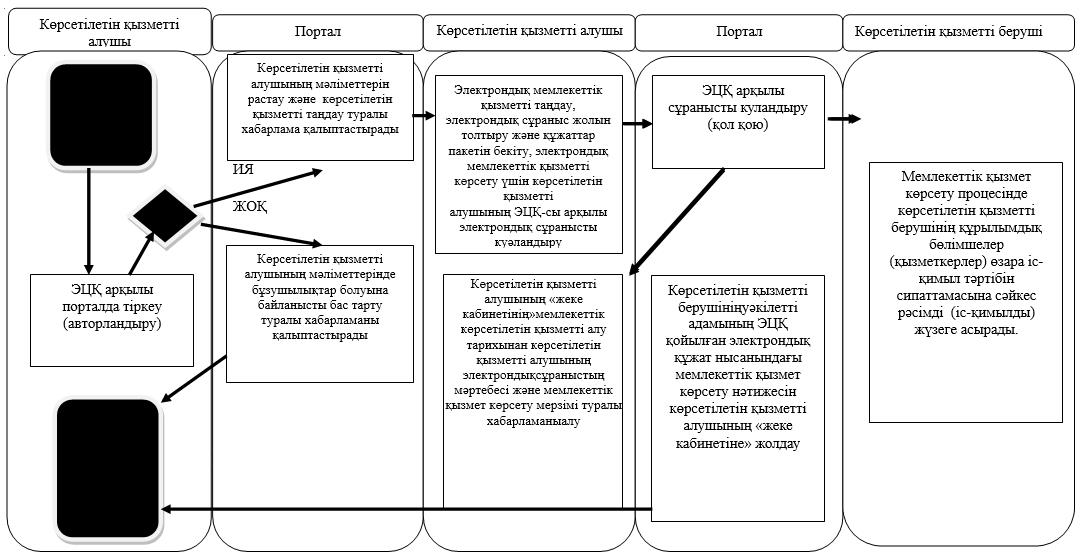 Көрсетілетін қызметті
алушы
Портал
Көрсетілетін қызметті алушы
Портал
Көрсетілетін қызметті беруші
Көрсетілетін қызметті
алушының мәліметтерін
растау және көрсетілетін
қызметті таңдау туралы
хабарлама қалыптастырады
ИЯ
ЖОҚ
ЭЦҚ арқылы
порталда тіркеу
(авторландыру)
Көрсетілетін қызметті
алушының мәліметтерінде
бұзушылықтар болуына
байланысты бас тарту
туралы хабарламаны
қалыптастырады
Электрондық мемлекеттік
қызметті таңдау,
электрондық сұраныс жолын
толтыру және құжаттар
пакетін бекіту, электрондық
мемлекеттік қызметті
көрсету үшін көрсетілетін
қызметті
алушының ЭЦҚ-сы арқылы
электрондық сұранысты
куәландыру
Көрсетілетін қызметті
алушының «жеке
кабинетінің»мемлекеттік
көрсетілетін қызметті алу
тарихынан көрсетілетін
қызметті алушының
электрондықсұраныстың
мәртебесі және мемлекеттік
қызмет көрсету мерзімі туралы
хабарламаныалу
ЭЦҚ арқылы
сұранысты куландыру
(қол қою)
Көрсетілетін қызметті
берушініңуәкілетті
адамының ЭЦҚ
қойылған электрондық
құжат нысанындағы
мемлекеттік қызмет
көрсету нәтижесін
көрсетілетін қызметті
алушының «жеке
кабинетіне» жолдау
Мемлекеттік қызмет
көрсету процесінде
көрсетілетін қызметті
берушінің құрылымдық
бөлімшелер
(қызметкерлер) өзара іс-
қимыл тәртібін
сипаттамасына сәйкес
рәсімді (іс-қимылды)
жүзеге асырады.